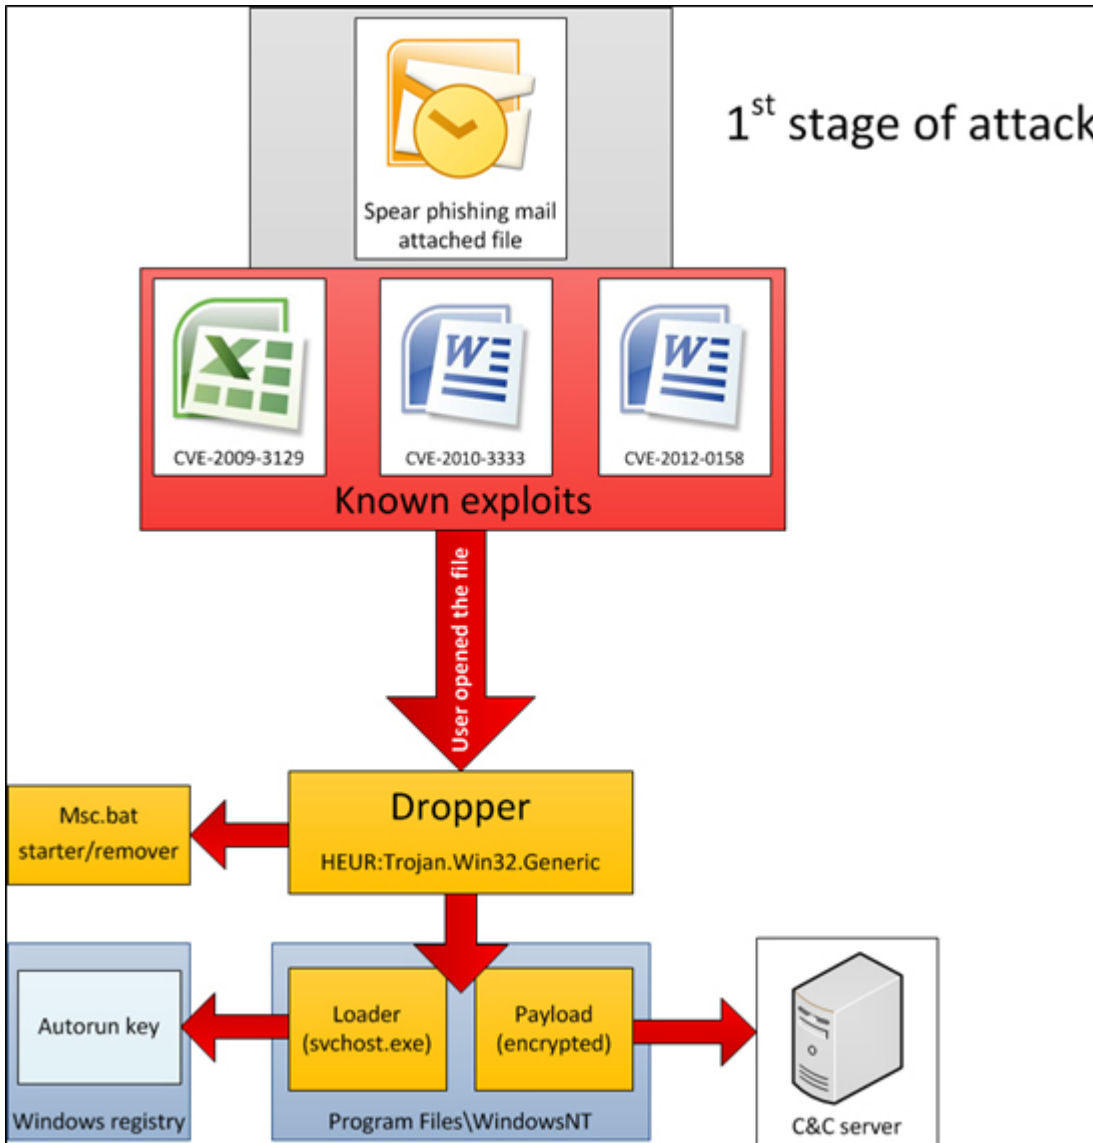 1st stage of attack
Spear phishing mail
attached file
CVE-2009-3129
CVE-2010-3333
CVE-2012-0158
Known exploits
User opened the file
Dropper
HEUR:Trojan.Win32.Generic
Msc.bat
starter/remover
Autorun key
Windows registry
Loader
(svchost.exe)
Payload
(encrypted)
Program Files\WindowsNT
C&C server